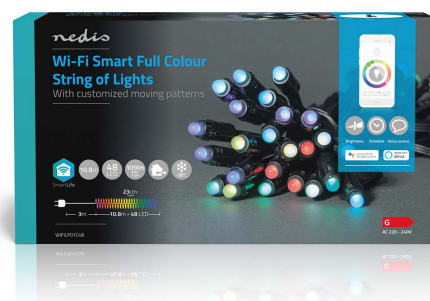 nedis
Wi-Fi Smart Full Colour
String of Lights
With customized moving patterns
Brightness Schedule Voice control
10.8m
48
109lm
SmartLife
23cm
3m
10.8m - 48 LED
WIFILP01C48
G
AC 220 - 240V